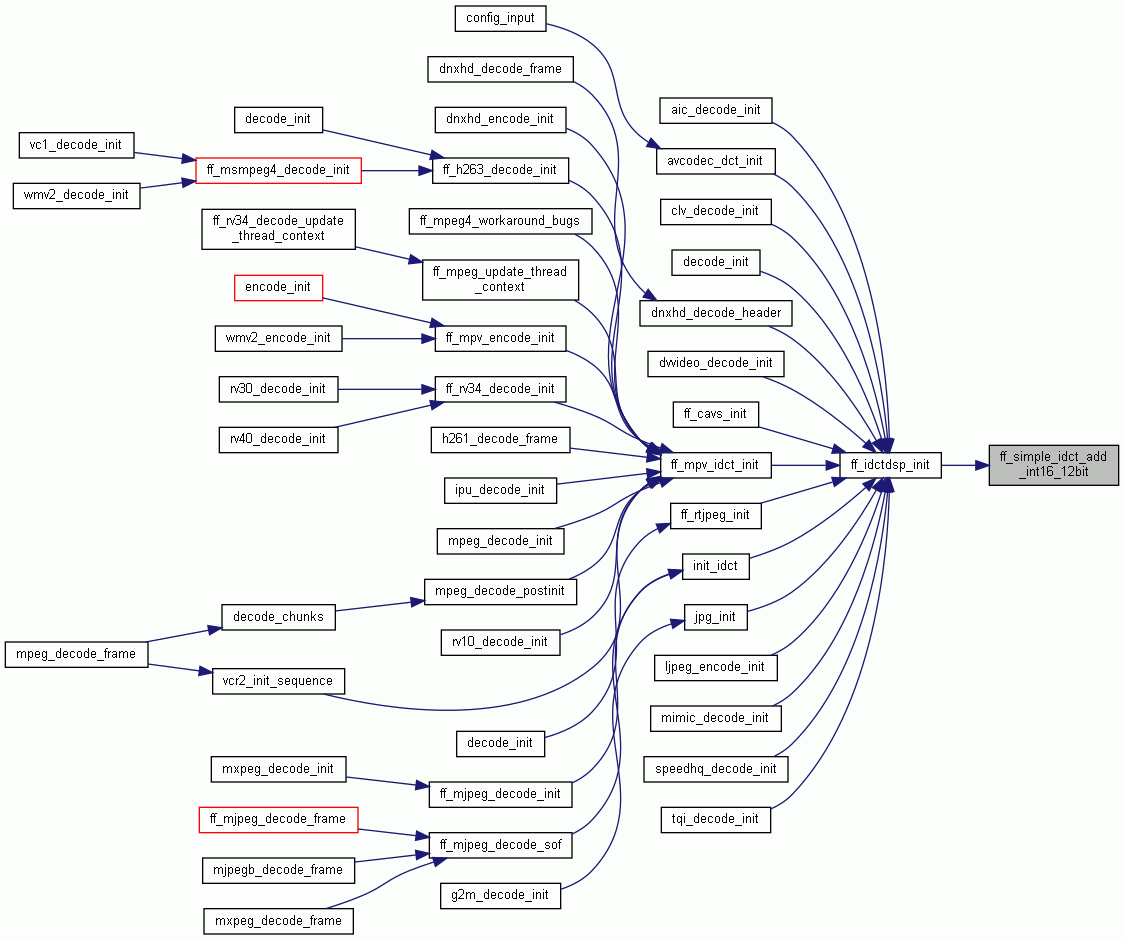 config_input
dnxhd_decode_frame
aic_decode_init
decode_init
dnxhd_encode_init
vc1_decode_init
avcodec_dct_init
ff_msmpeg4_decode_init
ff_h263_decode_init
wmv2_decode_init
clv_decode_init
ff_rv34_decode_update
_thread_context
ff_mpeg4_workaround_bugs
decode_init
ff_mpeg_update_thread
_context
encode_init
dnxhd_decode_header
wmv2_encode_init
ff_mpv_encode_init
dvvideo_decode_init
rv30_decode_init
ff_rv34_decode_init
ff_cavs_init
rv40_decode_init
h261_decode_frame
ff_mpv_idct_init
ff_idctdsp_init
ff_simple_idct_add
_int16_12bit
ipu_decode_init
ff_rtjpeg_init
mpeg_decode_init
init_idct
mpeg_decode_postinit
decode_chunks
jpg_init
rv10_decode_init
mpeg_decode_frame
ljpeg_encode_init
vcr2_init_sequence
mimic_decode_init
decode_init
mxpeg_decode_init
speedhq_decode_init
ff_mjpeg_decode_init
ff_mjpeg_decode_frame
tqi_decode_init
ff_mjpeg_decode_sof
mjpegb_decode_frame
g2m_decode_init
mxpeg_decode_frame